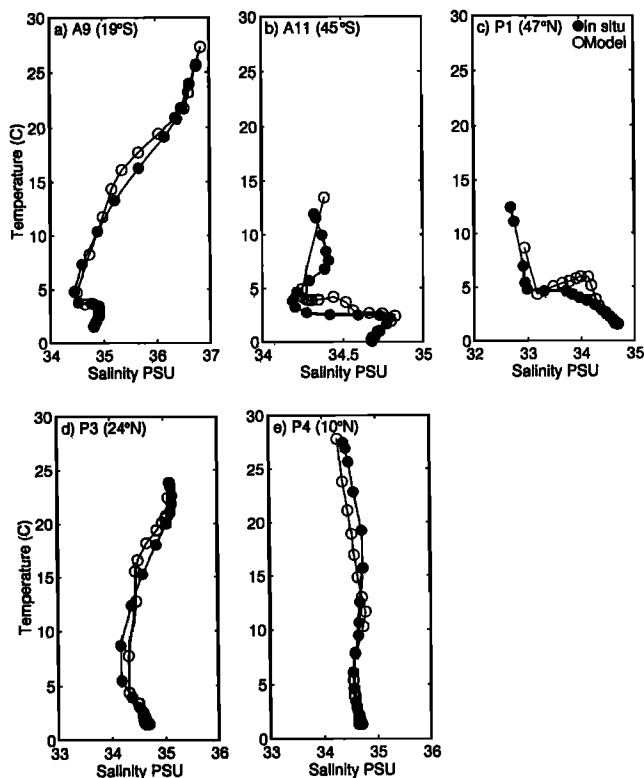 a) A9 (19°S)
30
25
20
15
10
5
0
34 35 36 37
Temperature (C)
Salinity PSU
b) A11 (45°S)
30
25
20
15
10
5
0
34 34.5 35
Salinity PSU
c) P1 (47°N)
In situ
Model
30
25
20
15
10
5
0
32 33 34 35
Salinity PSU
d) P3 (24°N)
30
25
20
15
10
5
0
33 34 35 36
Temperature (C)
Salinity PSU
e) P4 (10°N)
30
25
20
15
10
5
0
33 34 35 36
Salinity PSU